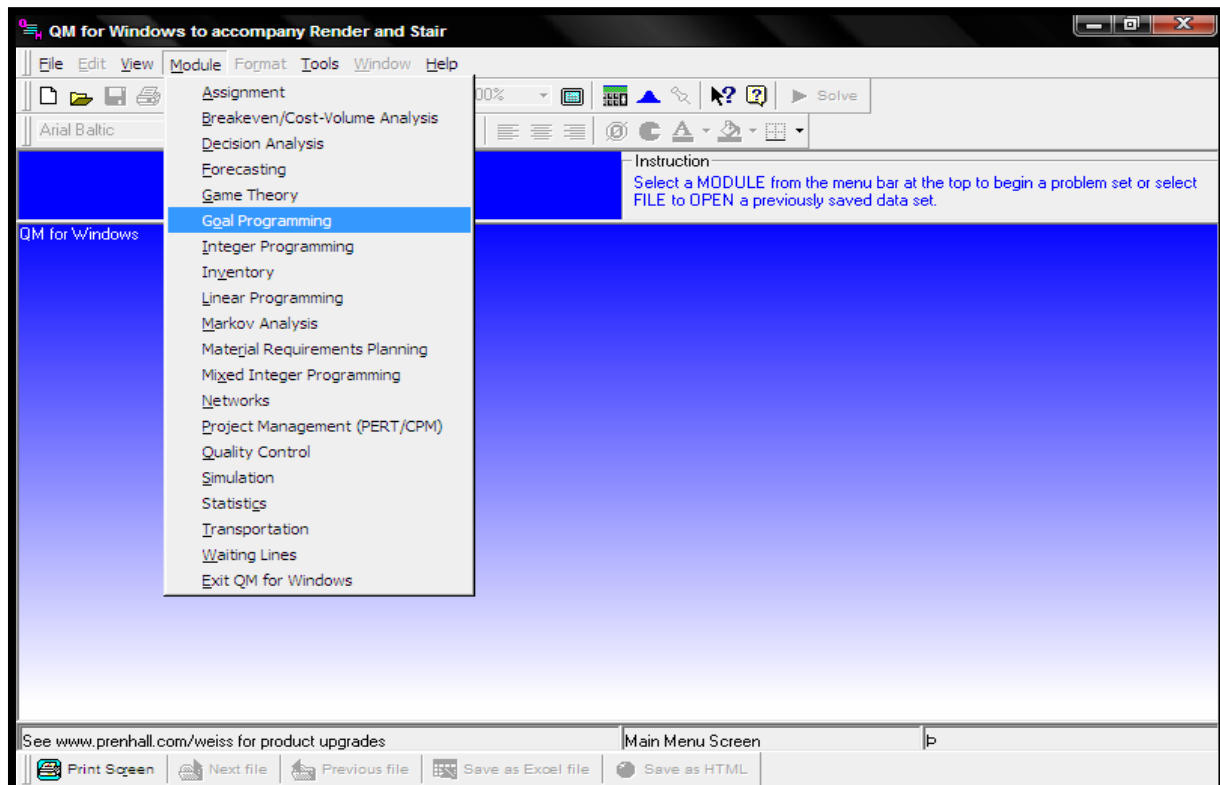 QM for Windows to accompany Render and Stair
File Edit View Module Format Tools Window Help
00% Solve
Arial Baltic
Assignment
Breakeven/Cost-Volume Analysis
Decision Analysis
Forecasting
Game Theory
Goal Programming
Integer Programming
Inventory
Linear Programming
Markov Analysis
Material Requirements Planning
Mixed Integer Programming
Networks
Project Management (PERT/CPM)
Quality Control
Simulation
Statistics
Transportation
Waiting Lines
Exit QM for Windows
Instruction
Select a MODULE from the menu bar at the top to begin a problem set or select
FILE to OPEN a previously saved data set.
QM for Windows
See www.prenhall.com/weiss for product upgrades Main Menu Screen Þ
Print Screen Next file Previous file Save as Excel file Save as HTML